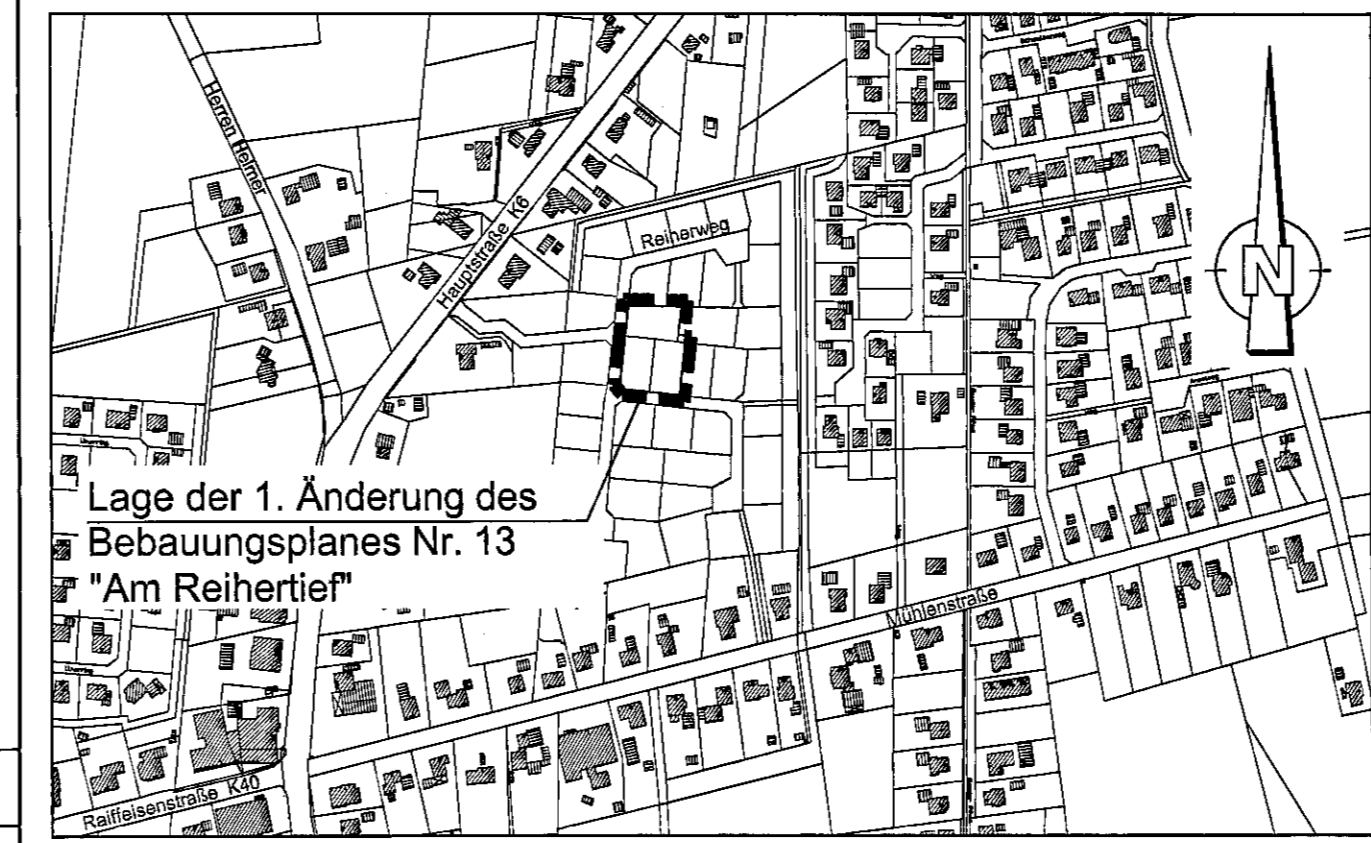 Herren Helmer
Hauptstraße K6
Reiherweg
N
Lage der 1. Änderung des
Bebauungsplanes Nr. 13
"Am Reihertief"
Mühlenstraße
Raiffeisenstraße K40